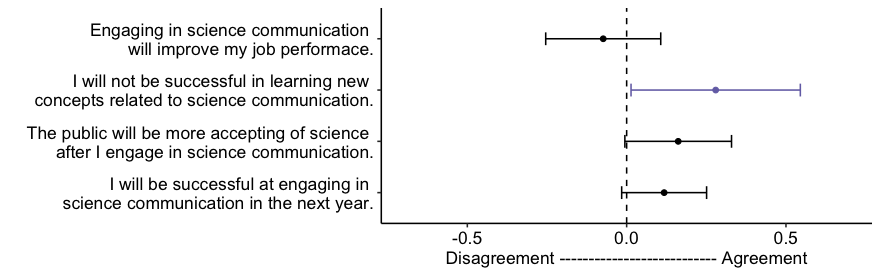 Engaging in science communication
will improve my job performace.
I will not be successful in learning new
concepts related to science communication.
The public will be more accepting of science
after I engage in science communication.
I will be successful at engaging in
science communication in the next year.
-0.5 0.0 0.5
Disagreement --------------------------- Agreement